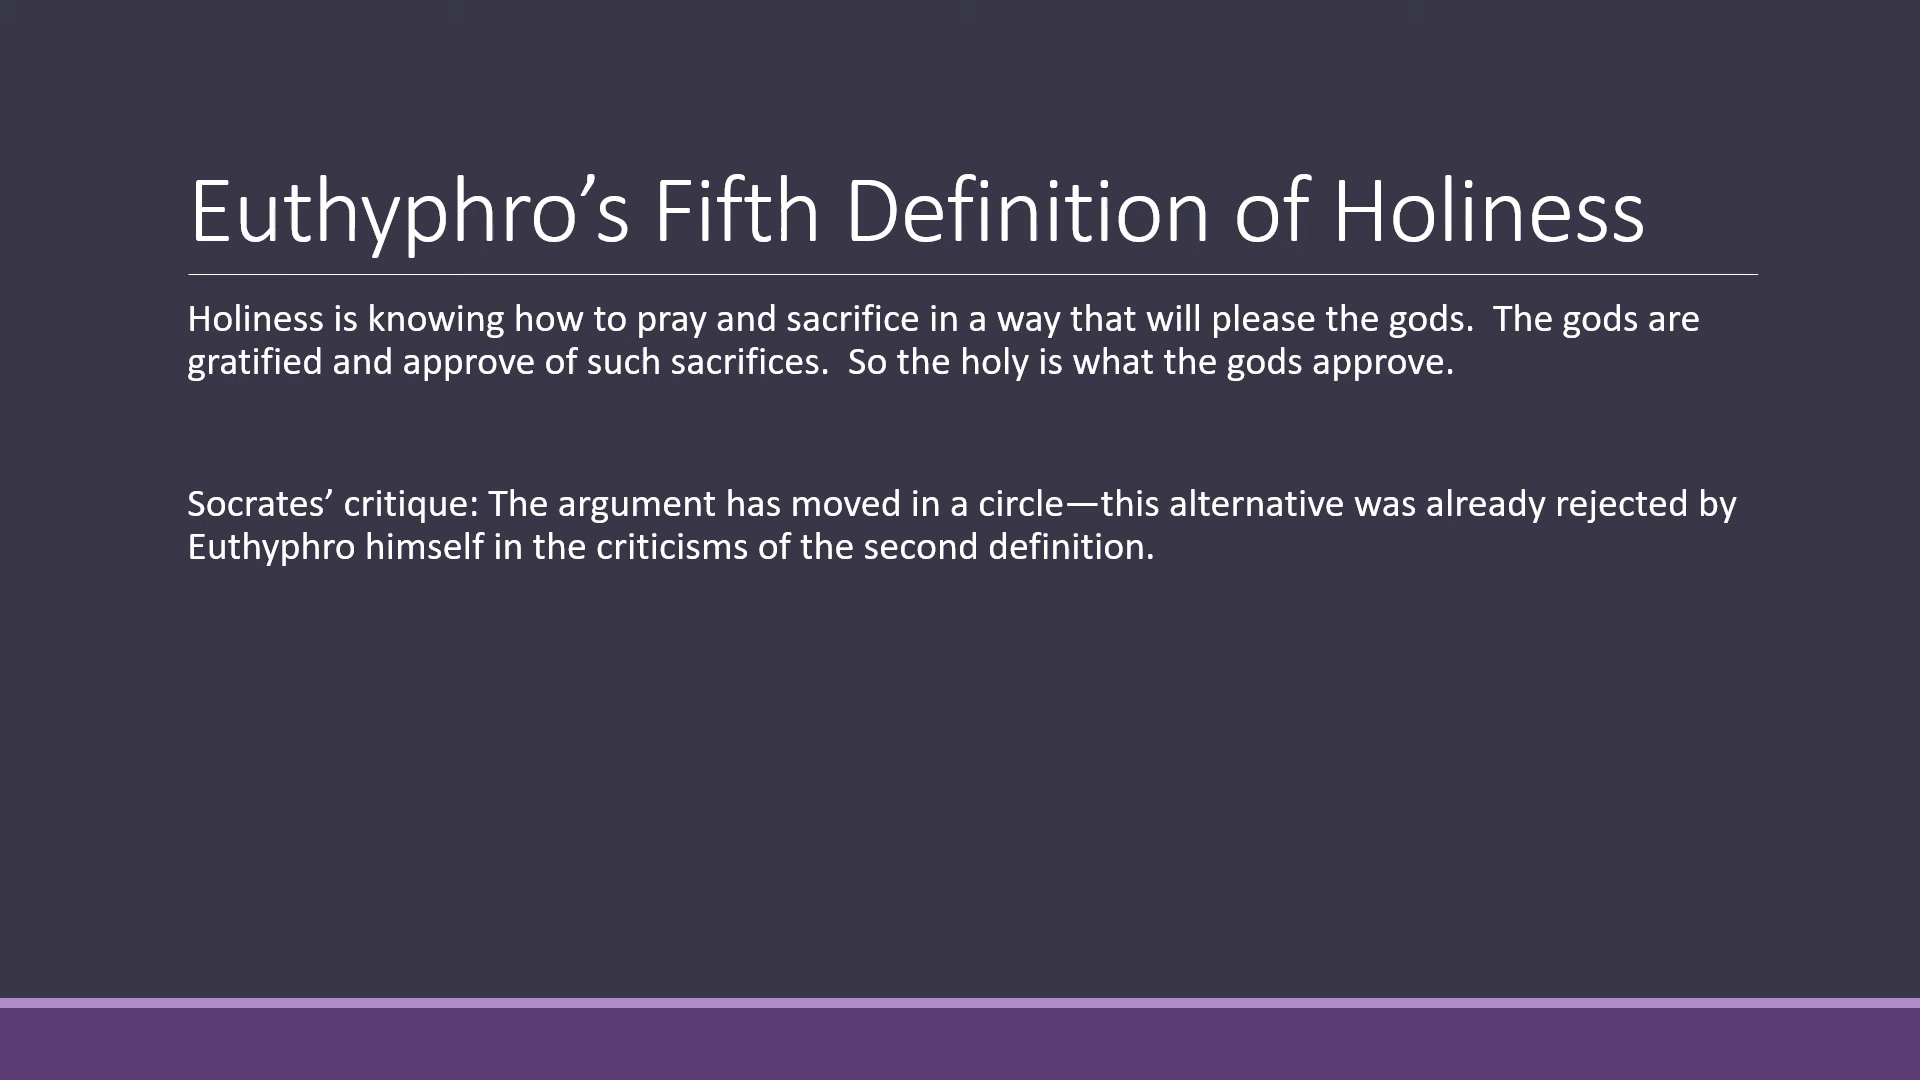 Euthyphro’s Fifth Definition of Holiness
Holiness is knowing how to pray and sacrifice in a way that will please the gods.  The gods are
gratified and approve of such sacrifices.  So the holy is what the gods approve.
Socrates’ critique: The argument has moved in a circle—this alternative was already rejected by
Euthyphro himself in the criticisms of the second definition.